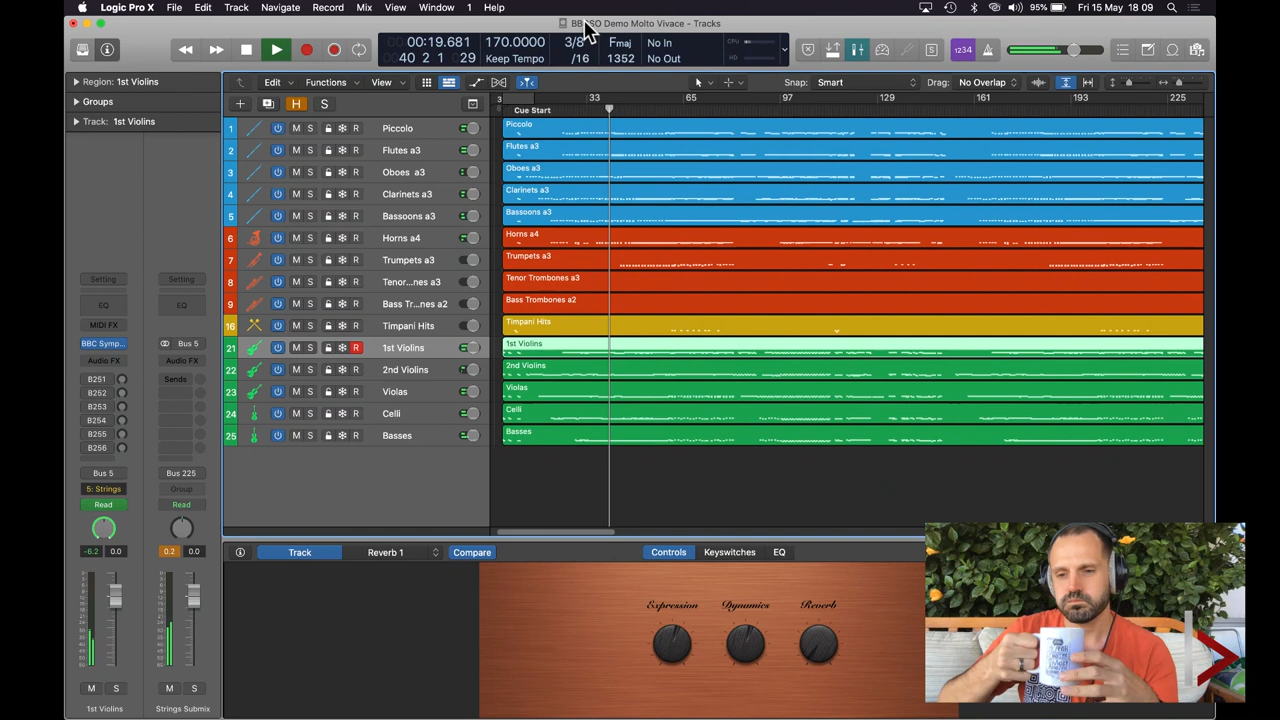 Logic Pro X File Edit Track Navigate Record Mix View Window 1 Help 95% Fri 15 May 18:09
BBCSO Demo Molto Vivace - Tracks
00:00:19.681 170.0000 3/8 Fmaj No In CPU
40 2 1 29 Keep Tempo /16 1352 No Out HD 1234
Region: 1st Violins Edit Functions View Snap: Smart Drag: No Overlap
Groups
Track: 1st Violins
3 33 65 97 129 161 193 225
Cue Start
H S
1 M S R Piccolo Piccolo
2 M S R Flutes a3 Flutes a3
3 M S R Oboes a3 Oboes a3
4 M S R Clarinets a3 Clarinets a3
5 M S R Bassoons a3 Bassoons a3
6 M S R Horns a4 Horns a4
7 M S R Trumpets a3 Trumpets a3
8 M S R Tenor...nes a3 Tenor Trombones a3
9 M S R Bass Tr...nes a2 Bass Trombones a2
16 M S R Timpani Hits Timpani Hits
21 M S R 1st Violins 1st Violins
22 M S R 2nd Violins 2nd Violins
23 M S R Violas Violas
24 M S R Celli Celli
25 M S R Basses Basses
Setting Setting
EQ EQ
MIDI FX
BBC Symp... Bus 5
Audio FX Audio FX
B251 Sends
B252
B253
B254
B255
B256
Bus 5 Bus 225
5: Strings Group
Read Read
-6.2 0.0 0.2 0.0
M S M S
1st Violins Strings Submix
Track Reverb 1 Compare Controls Keyswitches EQ
Expression Dynamics Reverb